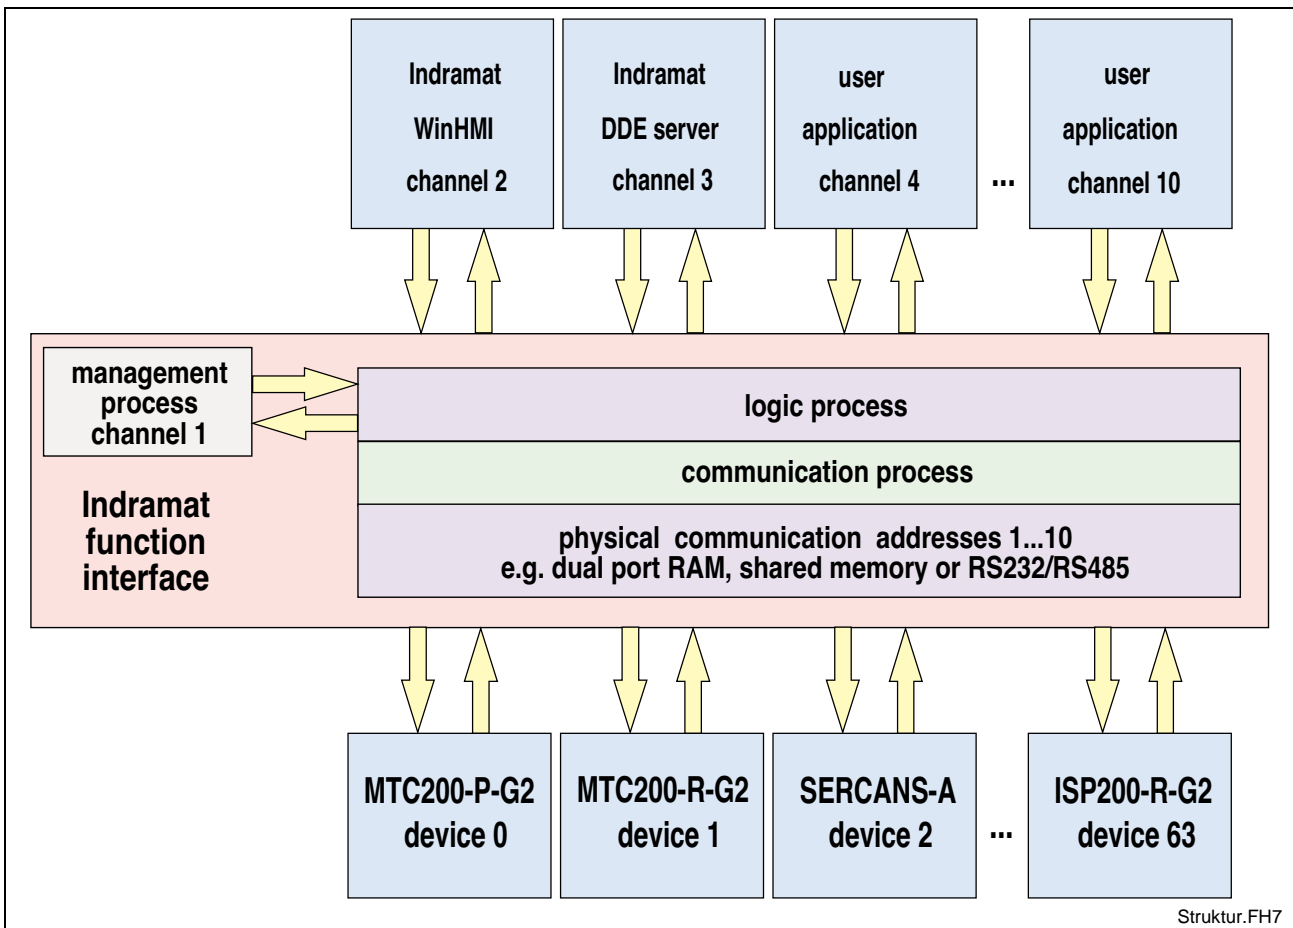 Indramat
WinHMI
channel 2
Indramat
DDE server
channel 3
user
application
channel 4
...
user
application
channel 10
management
process
channel 1
logic process
communication process
Indramat
function
interface
physical communication addresses 1...10
e.g. dual port RAM, shared memory or RS232/RS485
MTC200-P-G2
device 0
MTC200-R-G2
device 1
SERCANS-A
device 2
...
ISP200-R-G2
device 63
Struktur.FH7